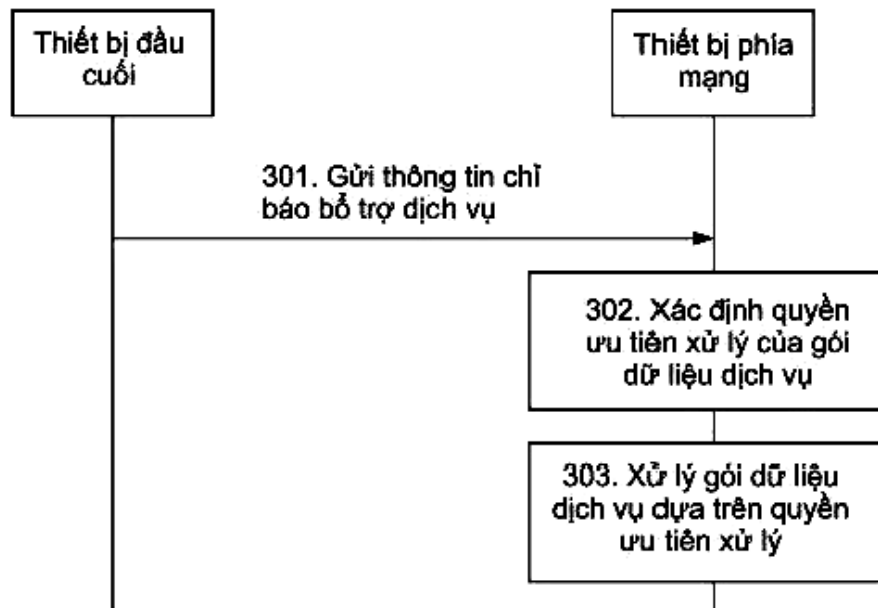 Thiết bị đầu
cuối
Thiết bị phía
mạng
301. Gửi thông tin chỉ
báo bổ trợ dịch vụ
302. Xác định quyền
ưu tiên xử lý của gói
dữ liệu dịch vụ
303. Xử lý gói dữ liệu
dịch vụ dựa trên quyền
ưu tiên xử lý